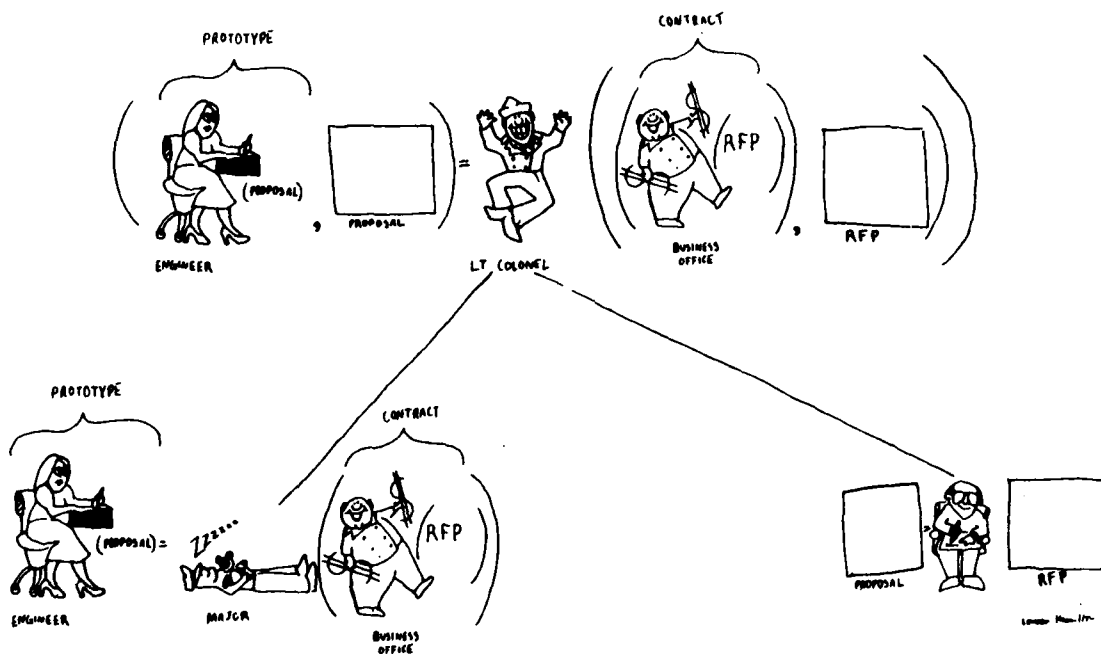 CONTRACT
PROTOTYPE
RFP
(PROPOSAL)
,
PROPOSAL
=
,
RFP
BUSINESS
OFFICE
ENGINEER
LT COLONEL
PROTOTYPE
CONTRACT
ZZZZZZ...
RFP
(PROPOSAL) =
PROPOSAL
RFP
ENGINEER
MAJOR
BUSINESS
OFFICE